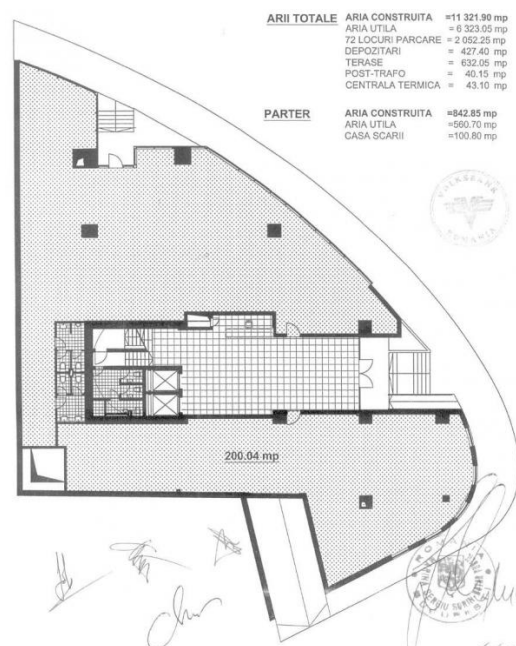 ARII TOTALE ARIA CONSTRUITA =11 321.90 mp
ARIA UTILA = 6 323.05 mp
72 LOCURI PARCARE = 2 052.25 mp
DEPOZITARI = 427.40 mp
TERASE = 632.05 mp
POST-TRAFO = 40.15 mp
CENTRALA TERMICA = 43.10 mp
PARTER ARIA CONSTRUITA =842.85 mp
ARIA UTILA =560.70 mp
CASA SCARII =100.80 mp
VOLKSBANK
ROMANIA
200.04 mp